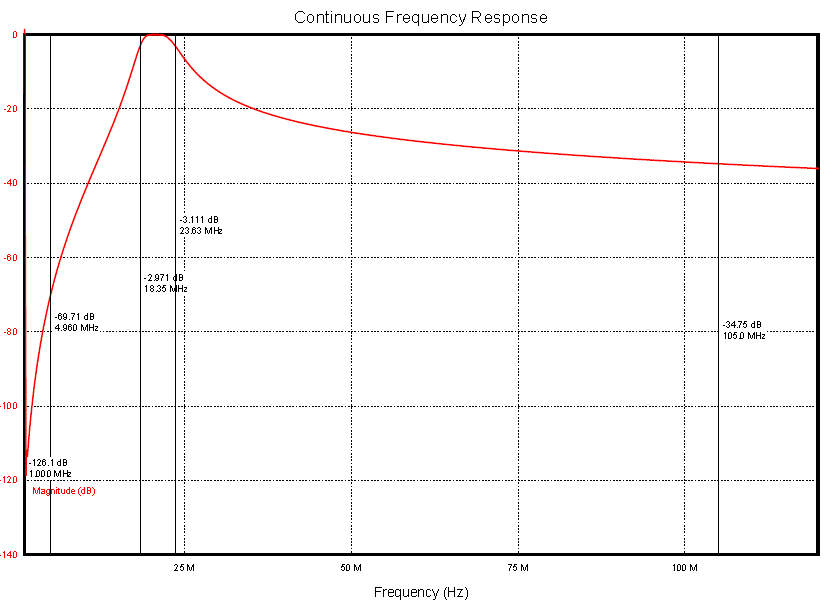 Continuous Frequency Response
0
-20
-40
-60
-80
-100
-120
-140
-3.111 dB
23.63 MHz
-2.971 dB
18.35 MHz
-69.71 dB
4.960 MHz
-34.75 dB
105.0 MHz
-126.1 dB
1.000 MHz
Magnitude (dB)
25 M
50 M
75 M
100 M
Frequency (Hz)